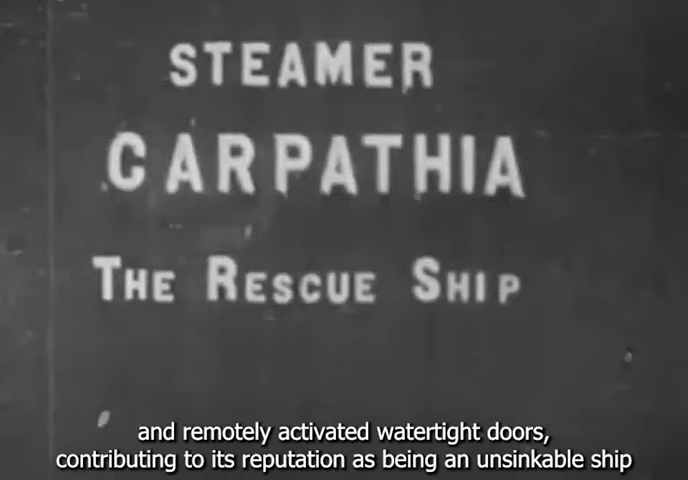 STEAMER
CARPATHIA
THE RESCUE SHIP
and remotely activated watertight doors,
contributing to its reputation as being an unsinkable ship